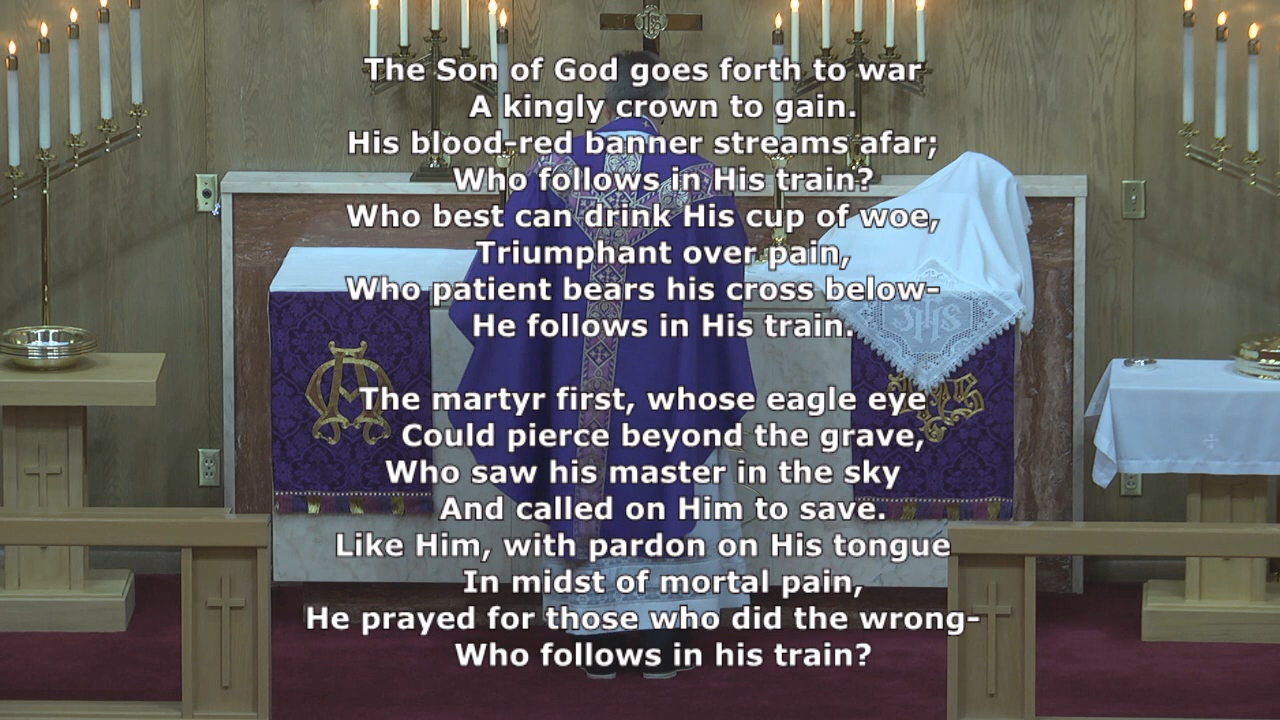 The Son of God goes forth to war
A kingly crown to gain.
His blood-red banner streams afar;
Who follows in His train?
Who best can drink His cup of woe,
Triumphant over pain,
Who patient bears his cross below-
He follows in His train.
The martyr first, whose eagle eye
Could pierce beyond the grave,
Who saw his master in the sky
And called on Him to save.
Like Him, with pardon on His tongue
In midst of mortal pain,
He prayed for those who did the wrong-
Who follows in his train?
IHS